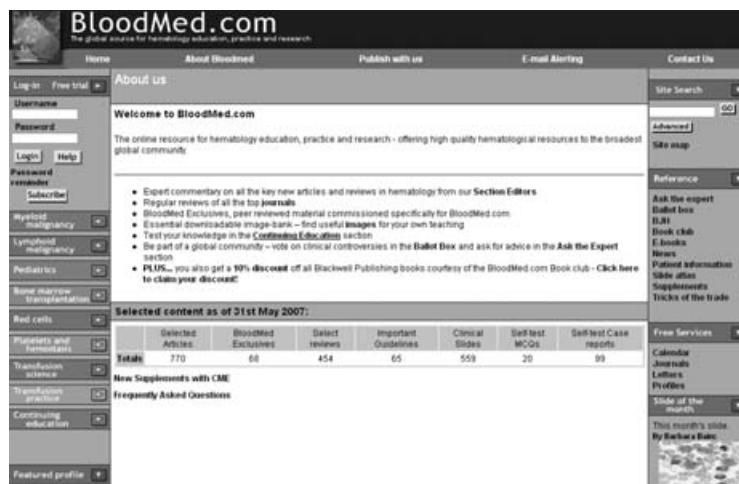 BloodMed.com
The global source for hematology education, practice and research
Home About Bloodmed Publish with us E-mail Alerting Contact Us
Log-in Free trial
Username
Password
Login Help
Password
reminder
Subscribe
Myeloid
malignancy
Lymphoid
malignancy
Pediatrics
Bone marrow
transplantation
Red cells
Platelets and
hemostasis
Transfusion
science
Transfusion
practice
Continuing
education
Featured profile
About us
Welcome to BloodMed.com
The online resource for hematology education, practice and research - offering high quality hematological resources to the broadest
global community.
Expert commentary on all the key new articles and reviews in hematology from our Section Editors
Regular reviews of all the top journals
BloodMed Exclusives, peer reviewed material commissioned specifically for BloodMed.com
Essential downloadable image-bank – find useful images for your own teaching
Test your knowledge in the Continuing Education section
Be part of a global community – vote on clinical controversies in the Ballot Box and ask for advice in the Ask the Expert
section
PLUS... you also get a 10% discount off all Blackwell Publishing books courtesy of the BloodMed.com Book club - Click here
to claim your discount!
Selected content as of 31st May 2007:
Selected Articles BloodMed Exclusives Select reviews Important Guidelines Clinical Slides Self-test MCQs Self-test Case reports
Totals 770 68 454 65 559 20 99
New Supplements with CME
Frequently Asked Questions
Site Search
GO
Advanced
Site map
Reference
Ask the expert
Ballot box
BJH
Book club
E-books
News
Patient information
Slide atlas
Supplements
Tricks of the trade
Free Services
Calendar
Journals
Letters
Profiles
Slide of the
month
This month's slide
By Barbara Bain